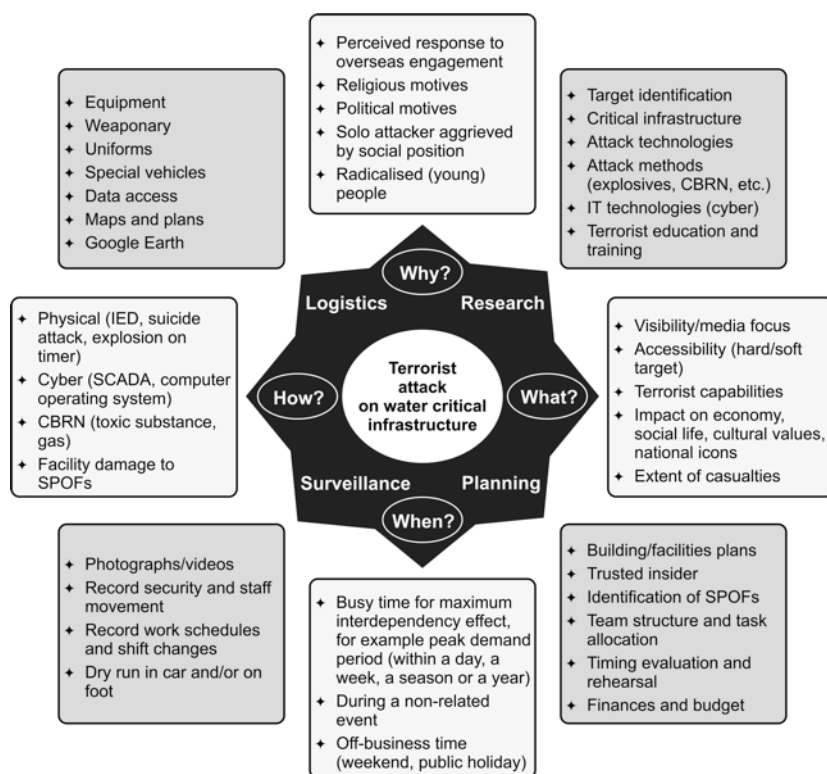 ✦ Perceived response to
overseas engagement
✦ Religious motives
✦ Political motives
✦ Solo attacker aggrieved
by social position
✦ Radicalised (young)
people
✦ Equipment
✦ Weaponary
✦ Uniforms
✦ Special vehicles
✦ Data access
✦ Maps and plans
✦ Google Earth
✦ Target identification
✦ Critical infrastructure
✦ Attack technologies
✦ Attack methods
(explosives, CBRN, etc.)
✦ IT technologies (cyber)
✦ Terrorist education and
training
Why?
Logistics
Research
✦ Physical (IED, suicide
attack, explosion on
timer)
✦ Cyber (SCADA, computer
operating system)
✦ CBRN (toxic substance,
gas)
✦ Facility damage to
SPOFs
How?
Terrorist
attack
on water critical
infrastructure
What?
✦ Visibility/media focus
✦ Accessibility (hard/soft
target)
✦ Terrorist capabilities
✦ Impact on economy,
social life, cultural values,
national icons
✦ Extent of casualties
Surveillance
Planning
When?
✦ Photographs/videos
✦ Record security and staff
movement
✦ Record work schedules
and shift changes
✦ Dry run in car and/or on
foot
✦ Busy time for maximum
interdependency effect,
for example peak demand
period (within a day, a
week, a season or a year)
✦ During a non-related
event
✦ Off-business time
(weekend, public holiday)
✦ Building/facilities plans
✦ Trusted insider
✦ Identification of SPOFs
✦ Team structure and task
allocation
✦ Timing evaluation and
rehearsal
✦ Finances and budget